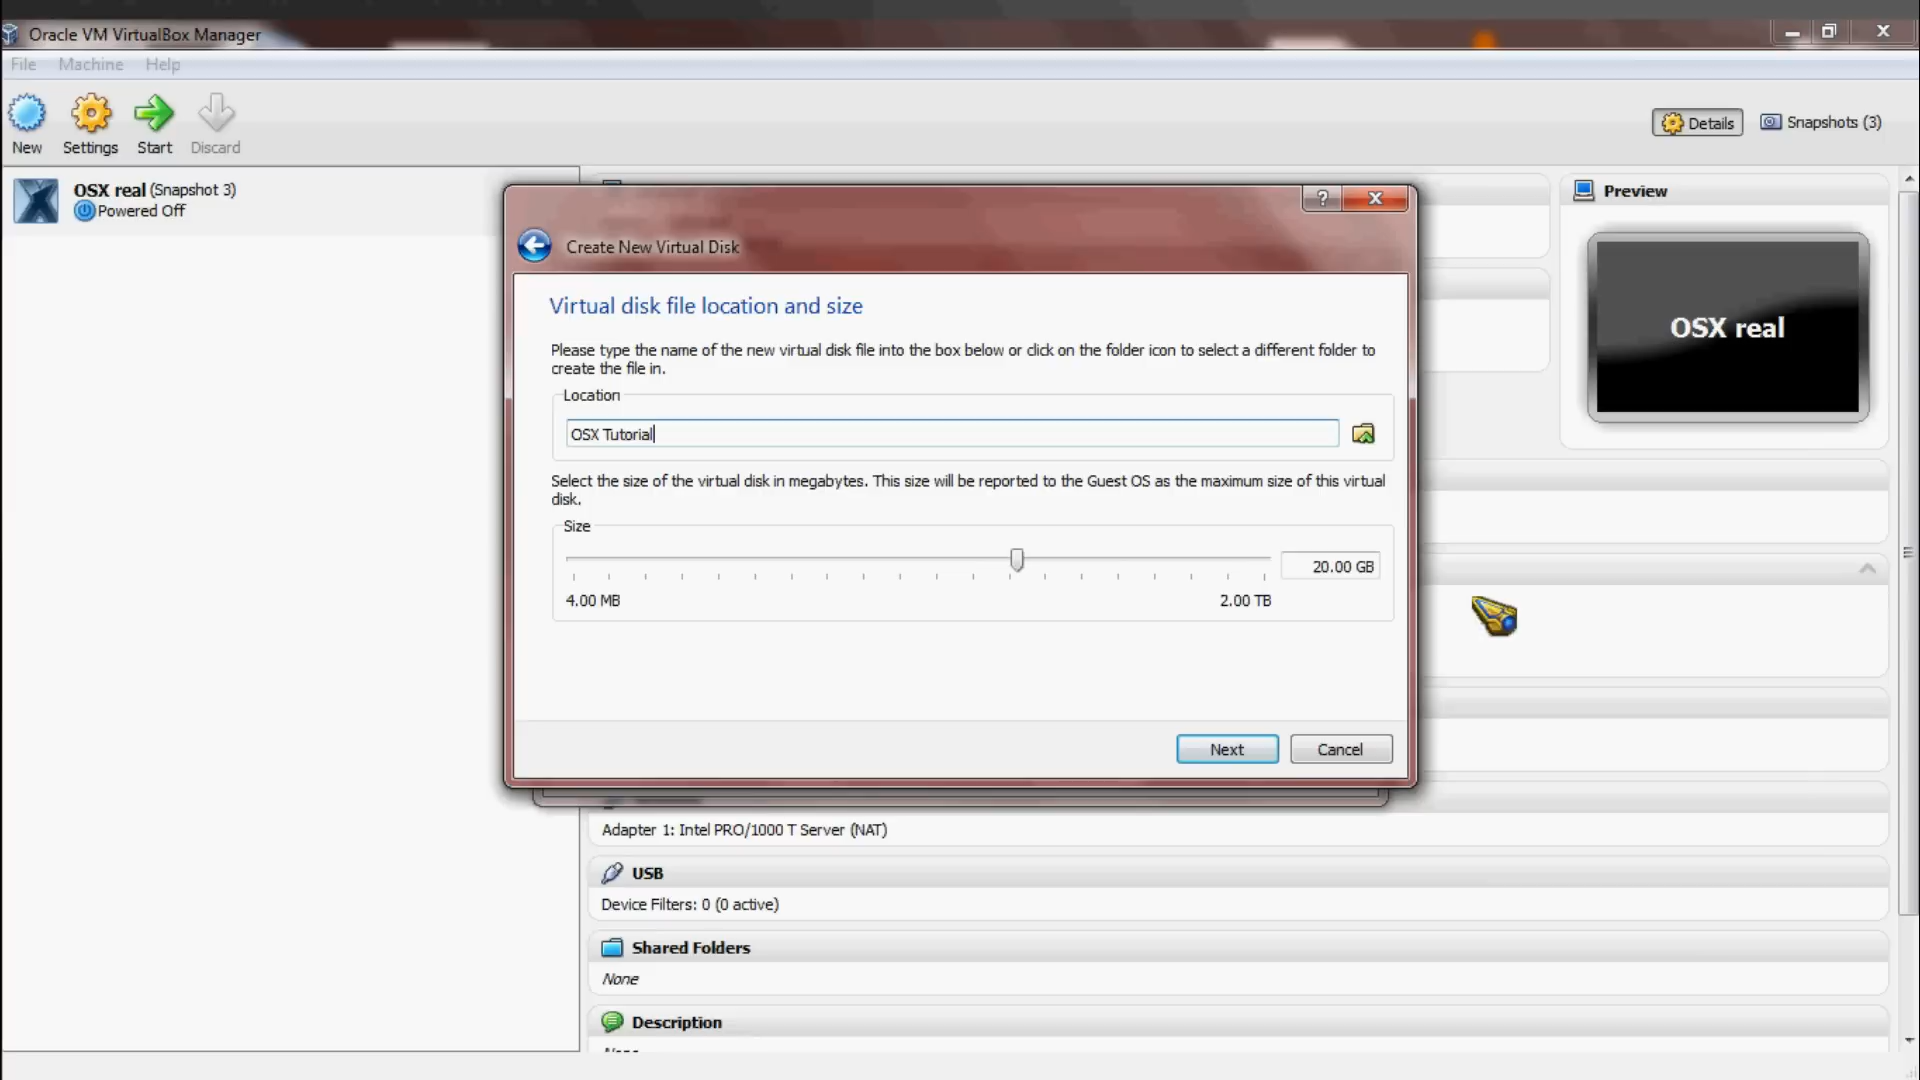 Oracle VM VirtualBox Manager
File Machine Help
New Settings Start Discard
Details Snapshots (3)
OSX real (Snapshot 3)
Powered Off
Preview
OSX real
?
Create New Virtual Disk
Virtual disk file location and size
Please type the name of the new virtual disk file into the box below or click on the folder icon to select a different folder to
create the file in.
Location
OSX Tutorial
Select the size of the virtual disk in megabytes. This size will be reported to the Guest OS as the maximum size of this virtual
disk.
Size
20.00 GB
4.00 MB 2.00 TB
Next Cancel
Adapter 1: Intel PRO/1000 T Server (NAT)
USB
Device Filters: 0 (0 active)
Shared Folders
None
Description